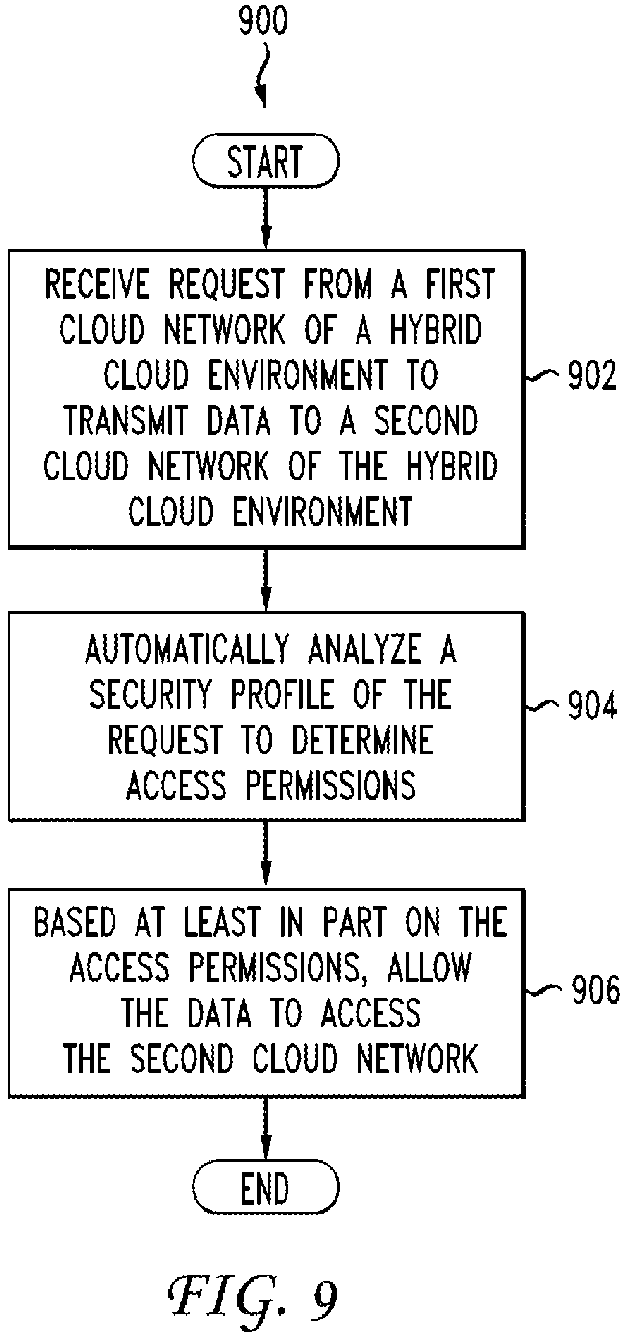 900
START
RECEIVE REQUEST FROM A FIRST
CLOUD NETWORK OF A HYBRID
CLOUD ENVIRONMENT TO
TRANSMIT DATA TO A SECOND
CLOUD NETWORK OF THE HYBRID
CLOUD ENVIRONMENT
902
AUTOMATICALLY ANALYZE A
SECURITY PROFILE OF THE
REQUEST TO DETERMINE
ACCESS PERMISSIONS
904
BASED AT LEAST IN PART ON THE
ACCESS PERMISSIONS, ALLOW
THE DATA TO ACCESS
THE SECOND CLOUD NETWORK
906
END
FIG. 9